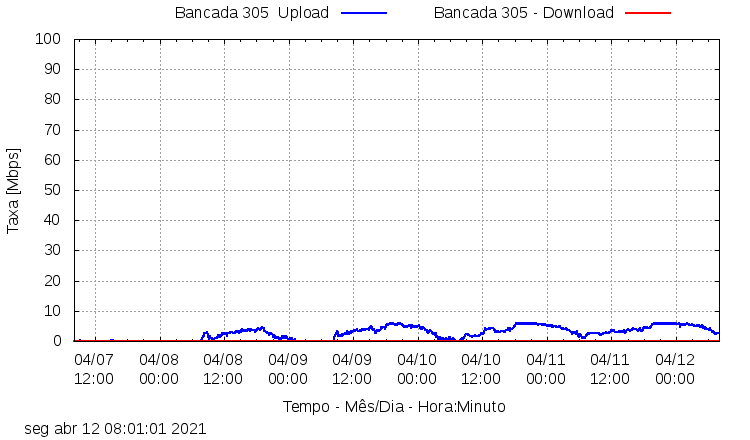 Bancada 305  Upload
Bancada 305 - Download
Taxa [Mbps]
100
90
80
70
60
50
40
30
20
10
0
04/07 04/08 04/08 04/09 04/09 04/10 04/10 04/11 04/11 04/12
12:00 00:00 12:00 00:00 12:00 00:00 12:00 00:00 12:00 00:00
Tempo - Mês/Dia - Hora:Minuto
seg abr 12 08:01:01 2021